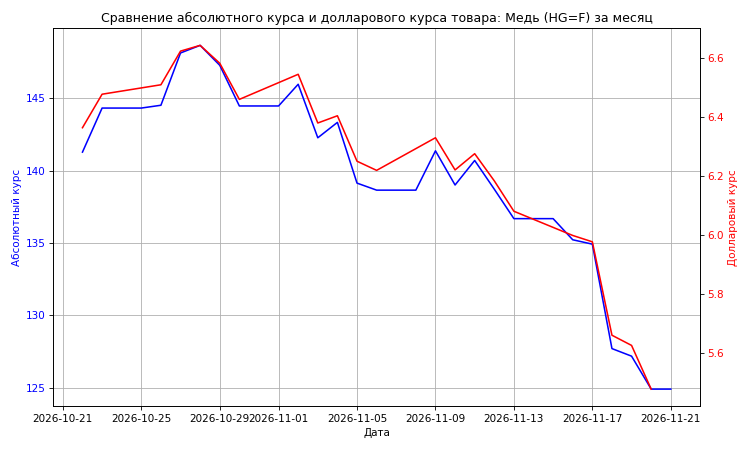 Сравнение абсолютного курса и долларового курса товара: Медь (HG=F) за месяц
Абсолютный курс
145
140
135
130
125
6.6
6.4
6.2
6.0
5.8
5.6
Долларовый курс
2026-10-21 2026-10-25 2026-10-29 2026-11-01 2026-11-05 2026-11-09 2026-11-13 2026-11-17 2026-11-21
Дата